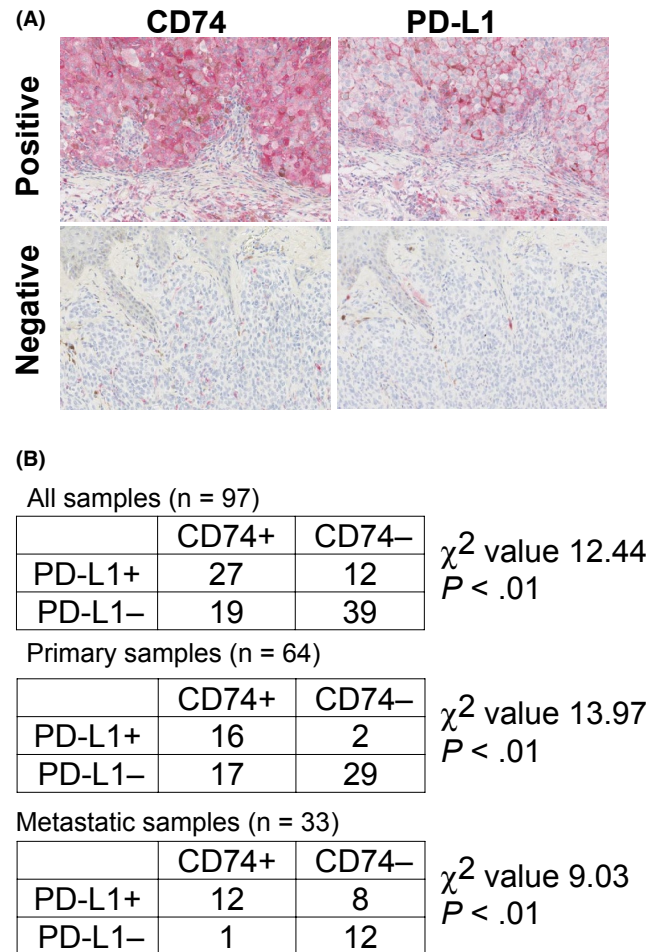 (A)
CD74 PD-L1
Positive
Negative
(B)
All samples (n = 97)
CD74+ CD74–
PD-L1+ 27 12
PD-L1– 19 39
χ2 value 12.44
P < .01
Primary samples (n = 64)
CD74+ CD74–
PD-L1+ 16 2
PD-L1– 17 29
χ2 value 13.97
P < .01
Metastatic samples (n = 33)
CD74+ CD74–
PD-L1+ 12 8
PD-L1– 1 12
χ2 value 9.03
P < .01